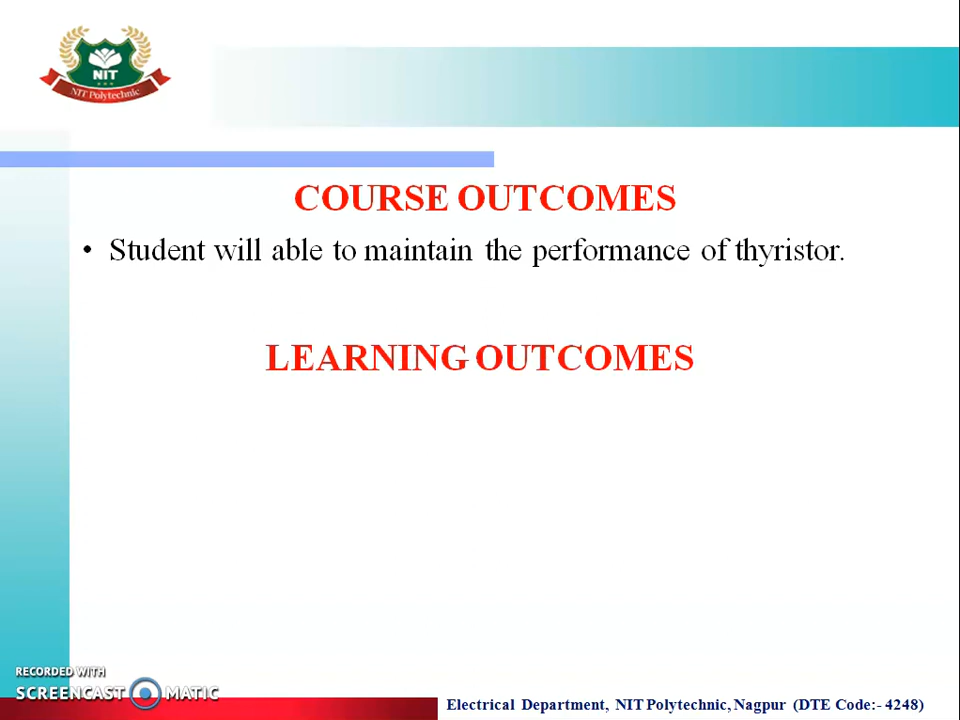 NIT
NIT Polytechnic
COURSE OUTCOMES
• Student will able to maintain the performance of thyristor.
LEARNING OUTCOMES
RECORDED WITH
SCREENCAST MATIC
Electrical Department, NIT Polytechnic, Nagpur (DTE Code:- 4248)